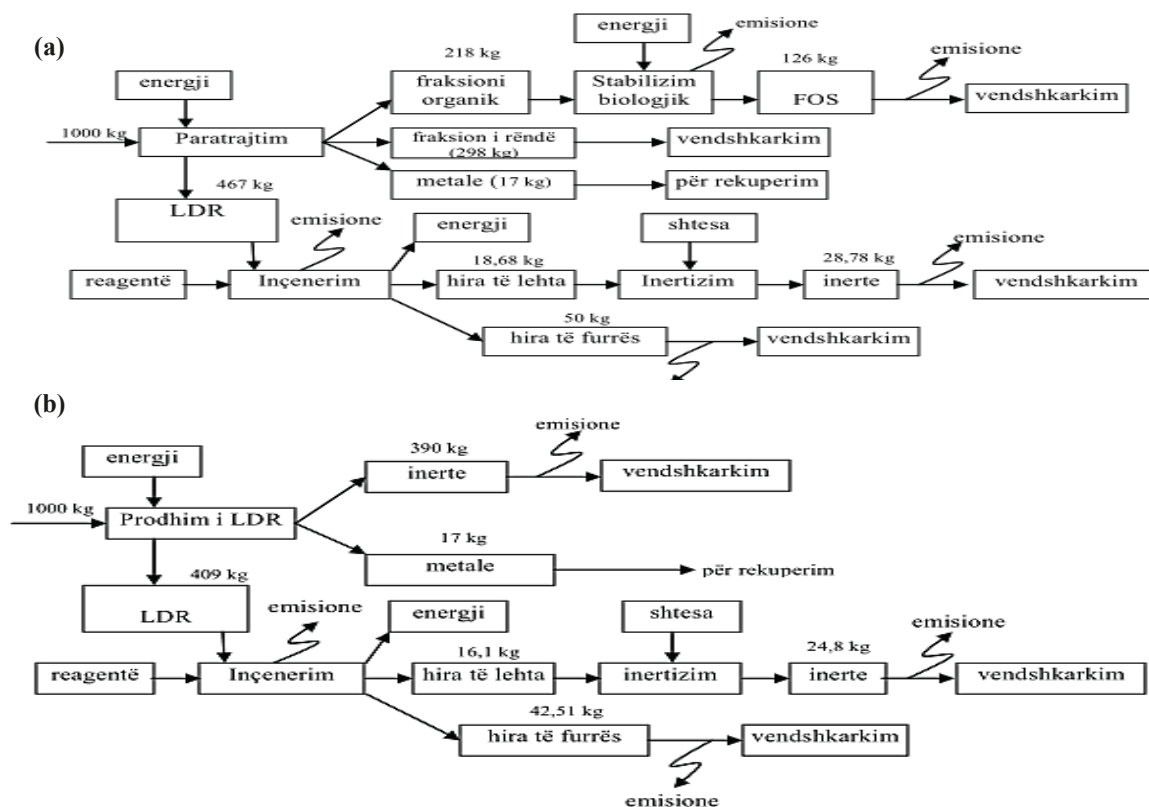 (a)
energji
emisione
218 kg
126 kg
emisione
energji
fraksioni
organik
Stabilizim
biologjik
FOS
vendshkarkim
1000 kg
Paratrajtim
fraksion i rëndë
(298 kg)
vendshkarkim
467 kg
metale (17 kg)
për rekuperim
LDR
emisione
energji
shtesa
emisione
18,68 kg
28,78 kg
reagentë
Inçenerim
hira të lehta
Inertizim
inerte
vendshkarkim
50 kg
hira të furrës
vendshkarkim
(b)
emisione
390 kg
energji
inerte
vendshkarkim
1000 kg
Prodhim i LDR
17 kg
metale
për rekuperim
409 kg
LDR
emisione
energji
shtesa
emisione
16,1 kg
24,8 kg
reagentë
Inçenerim
hira të lehta
inertizim
inerte
vendshkarkim
42,51 kg
hira të furrës
vendshkarkim
emisione